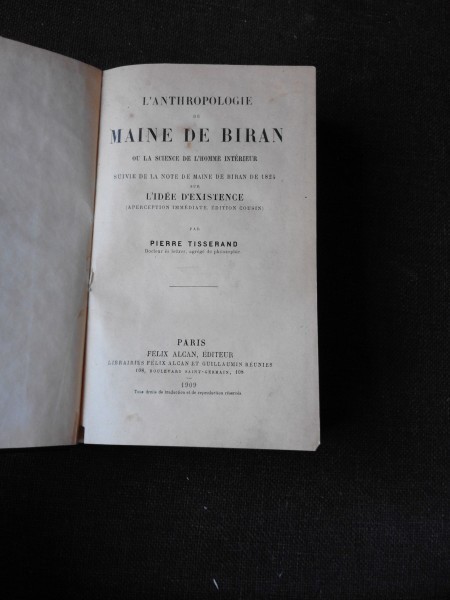 L'ANTHROPOLOGIE
DE
MAINE DE BIRAN
OU LA SCIENCE DE L'HOMME INTÉRIEUR
SUIVIE DE LA NOTE DE MAINE DE BIRAN DE 1824
SUR
L'IDÉE D'EXISTENCE
(APERCEPTION IMMÉDIATE, ÉDITION COUSIN)
PAR
PIERRE TISSERAND
Docteur ès lettres, agrégé de philosophie.
PARIS
FÉLIX ALCAN, ÉDITEUR
LIBRAIRIES FÉLIX ALCAN ET GUILLAUMIN RÉUNIES
108, BOULEVARD SAINT-GERMAIN, 108
1909
Tous droits de traduction et de reproduction réservés